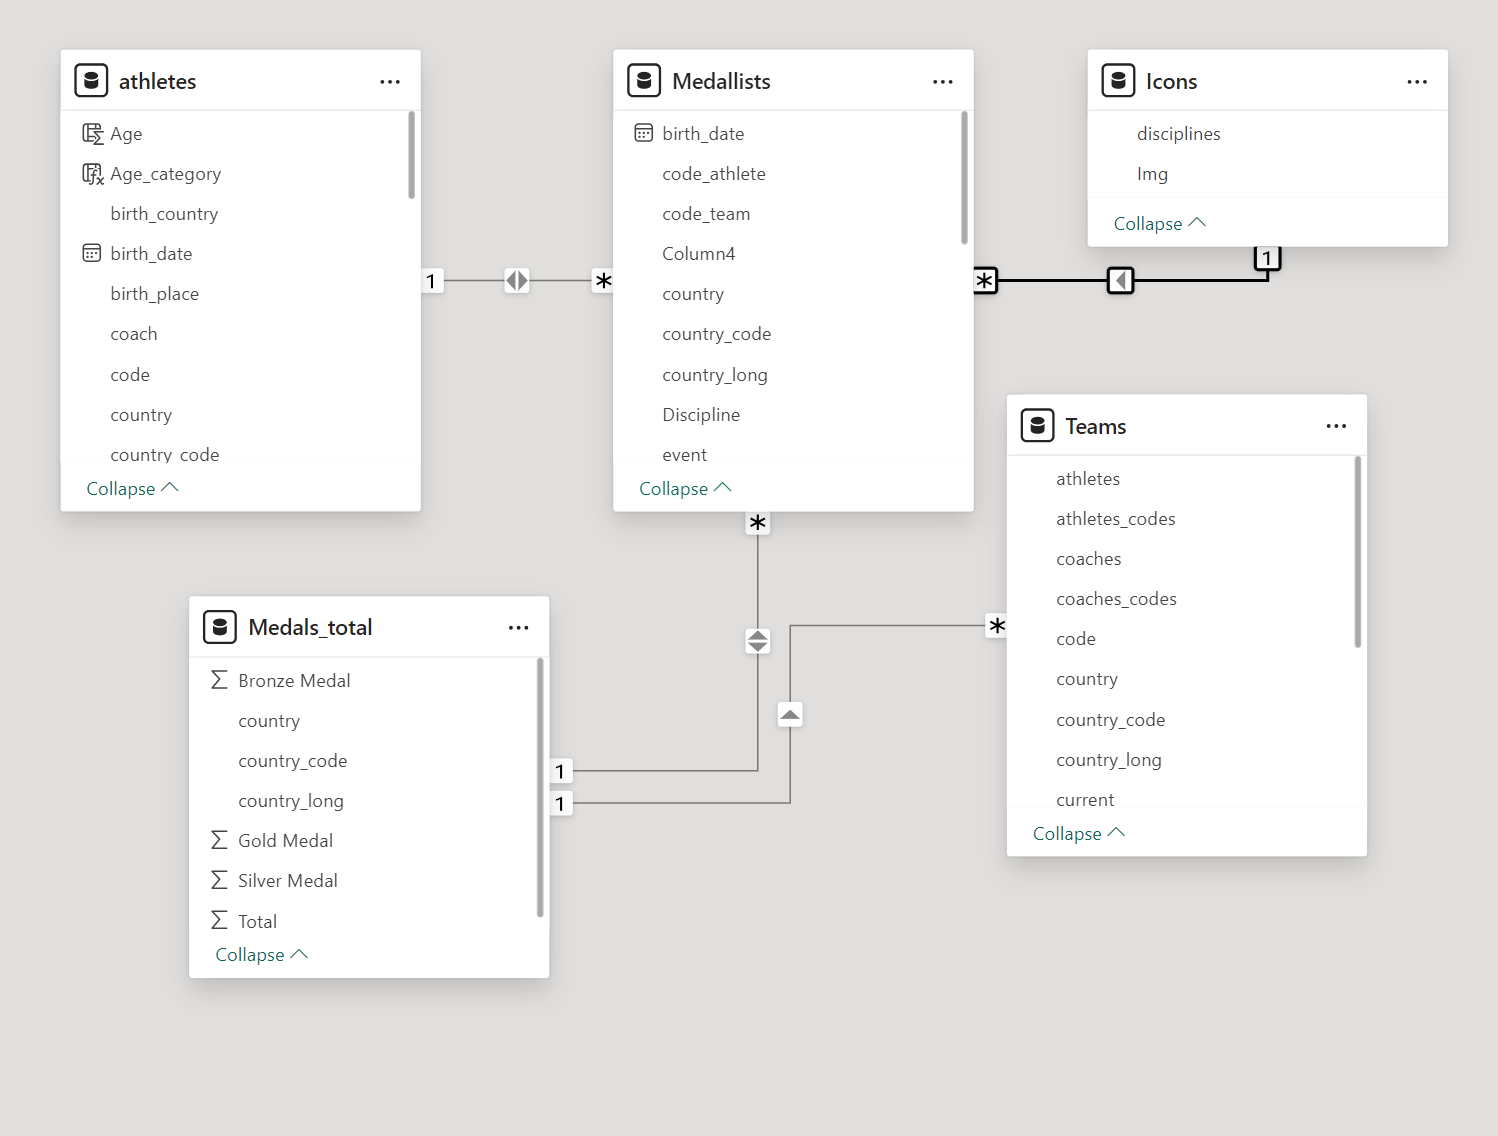 athletes
Age
Age_category
birth_country
birth_date
birth_place
coach
code
country
country_code
Collapse
1
*
Medallists
birth_date
code_athlete
code_team
Column4
country
country_code
country_long
Discipline
event
Collapse
*
1
Icons
disciplines
Img
Collapse
Teams
athletes
athletes_codes
coaches
coaches_codes
code
country
country_code
country_long
current
Collapse
*
*
Medals_total
Σ Bronze Medal
country
country_code
country_long
Σ Gold Medal
Σ Silver Medal
Σ Total
Collapse
1
1